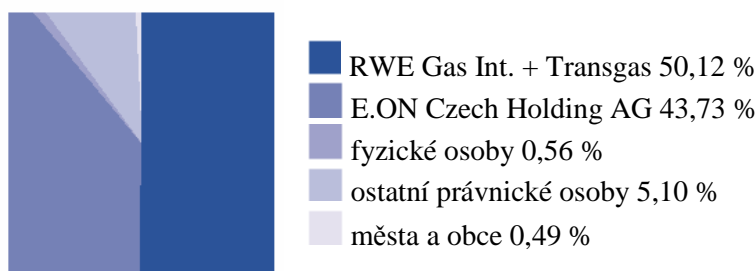 RWE Gas Int. + Transgas 50,12 %
E.ON Czech Holding AG 43,73 %
fyzické osoby 0,56 %
ostatní právnické osoby 5,10 %
města a obce 0,49 %